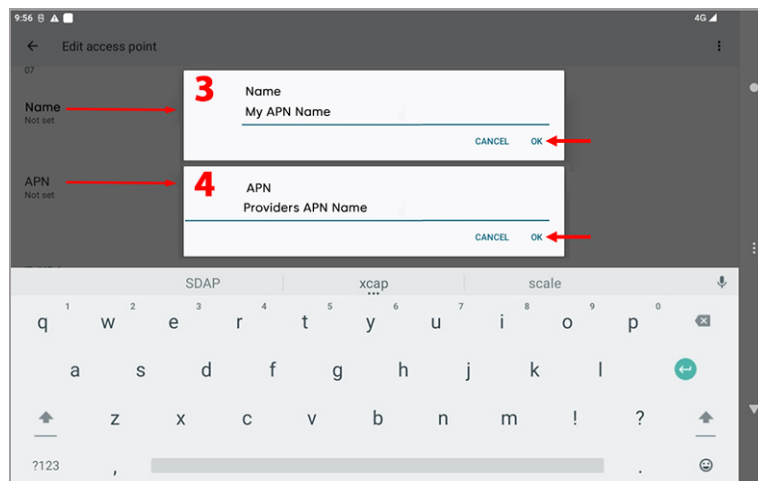 9:56
4G
Edit access point
07
Name
Not set
3
Name
My APN Name
CANCEL OK
APN
Not set
4
APN
Providers APN Name
CANCEL OK
SDAP xcap scale
q 1 w 2 e 3 r 4 t 5 y 6 u 7 i 8 o 9 p 0
a s d f g h j k l
z x c v b n m ! ?
?123 , .